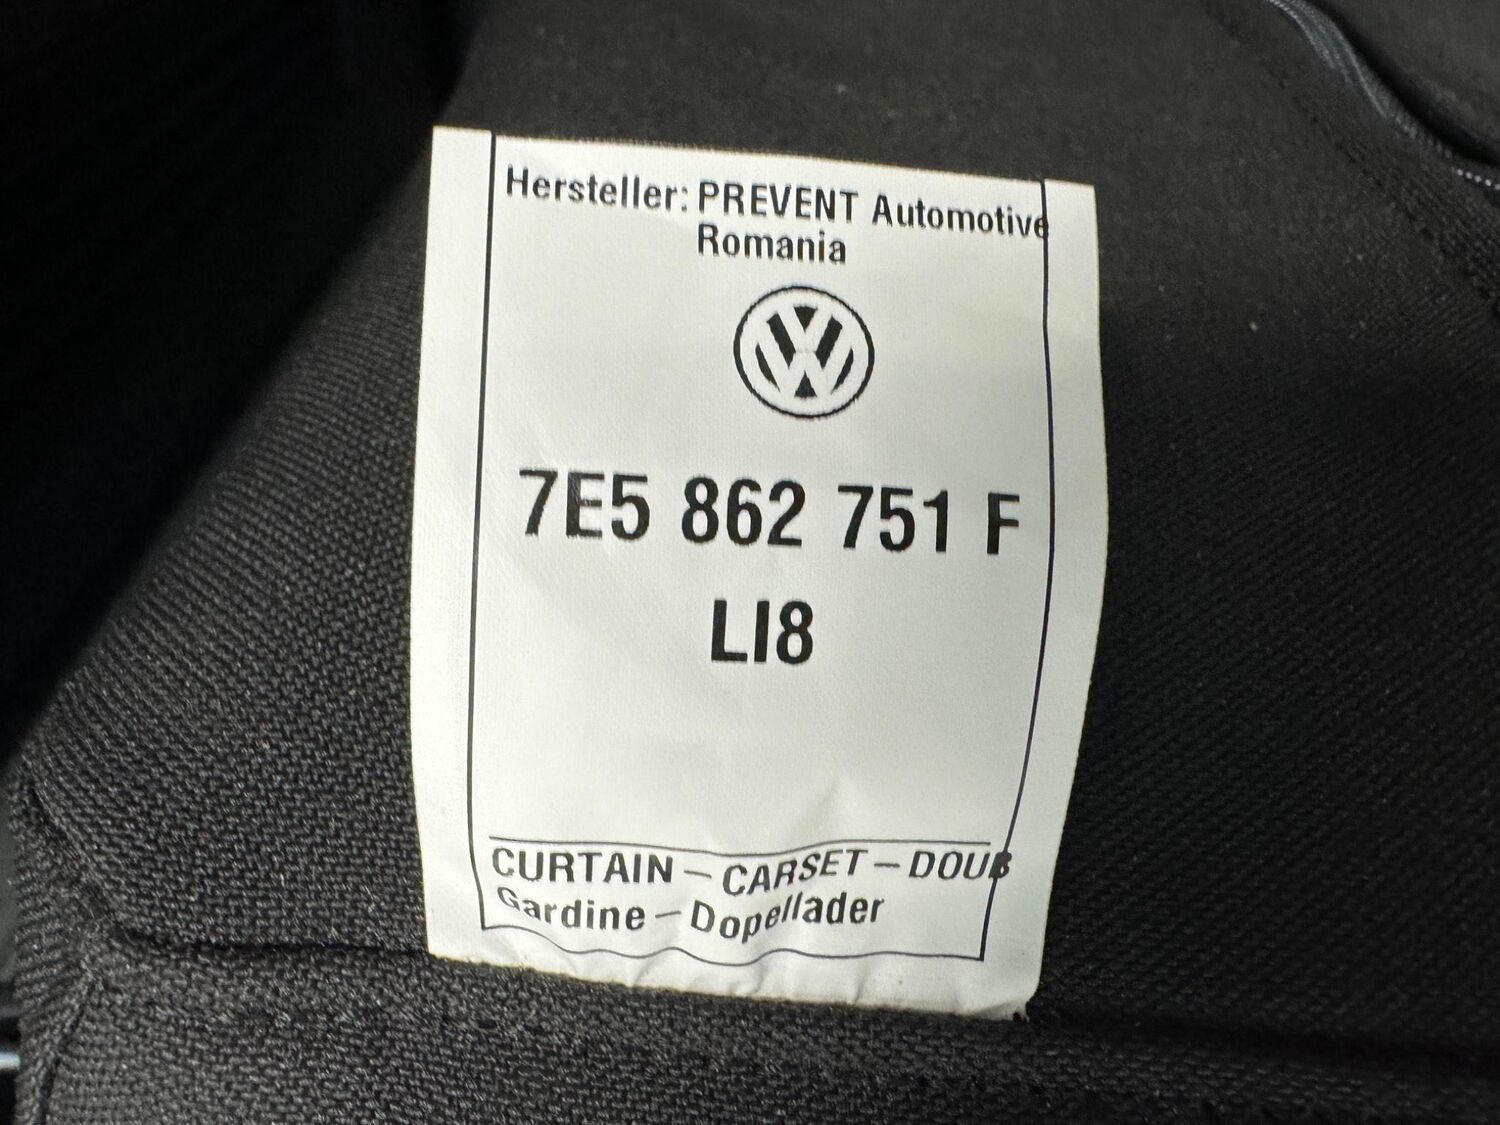 Hersteller: PREVENT Automotive
Romania
7E5 862 751 F
LI8
CURTAIN – CARSET – DOUB
Gardine – Dopellader